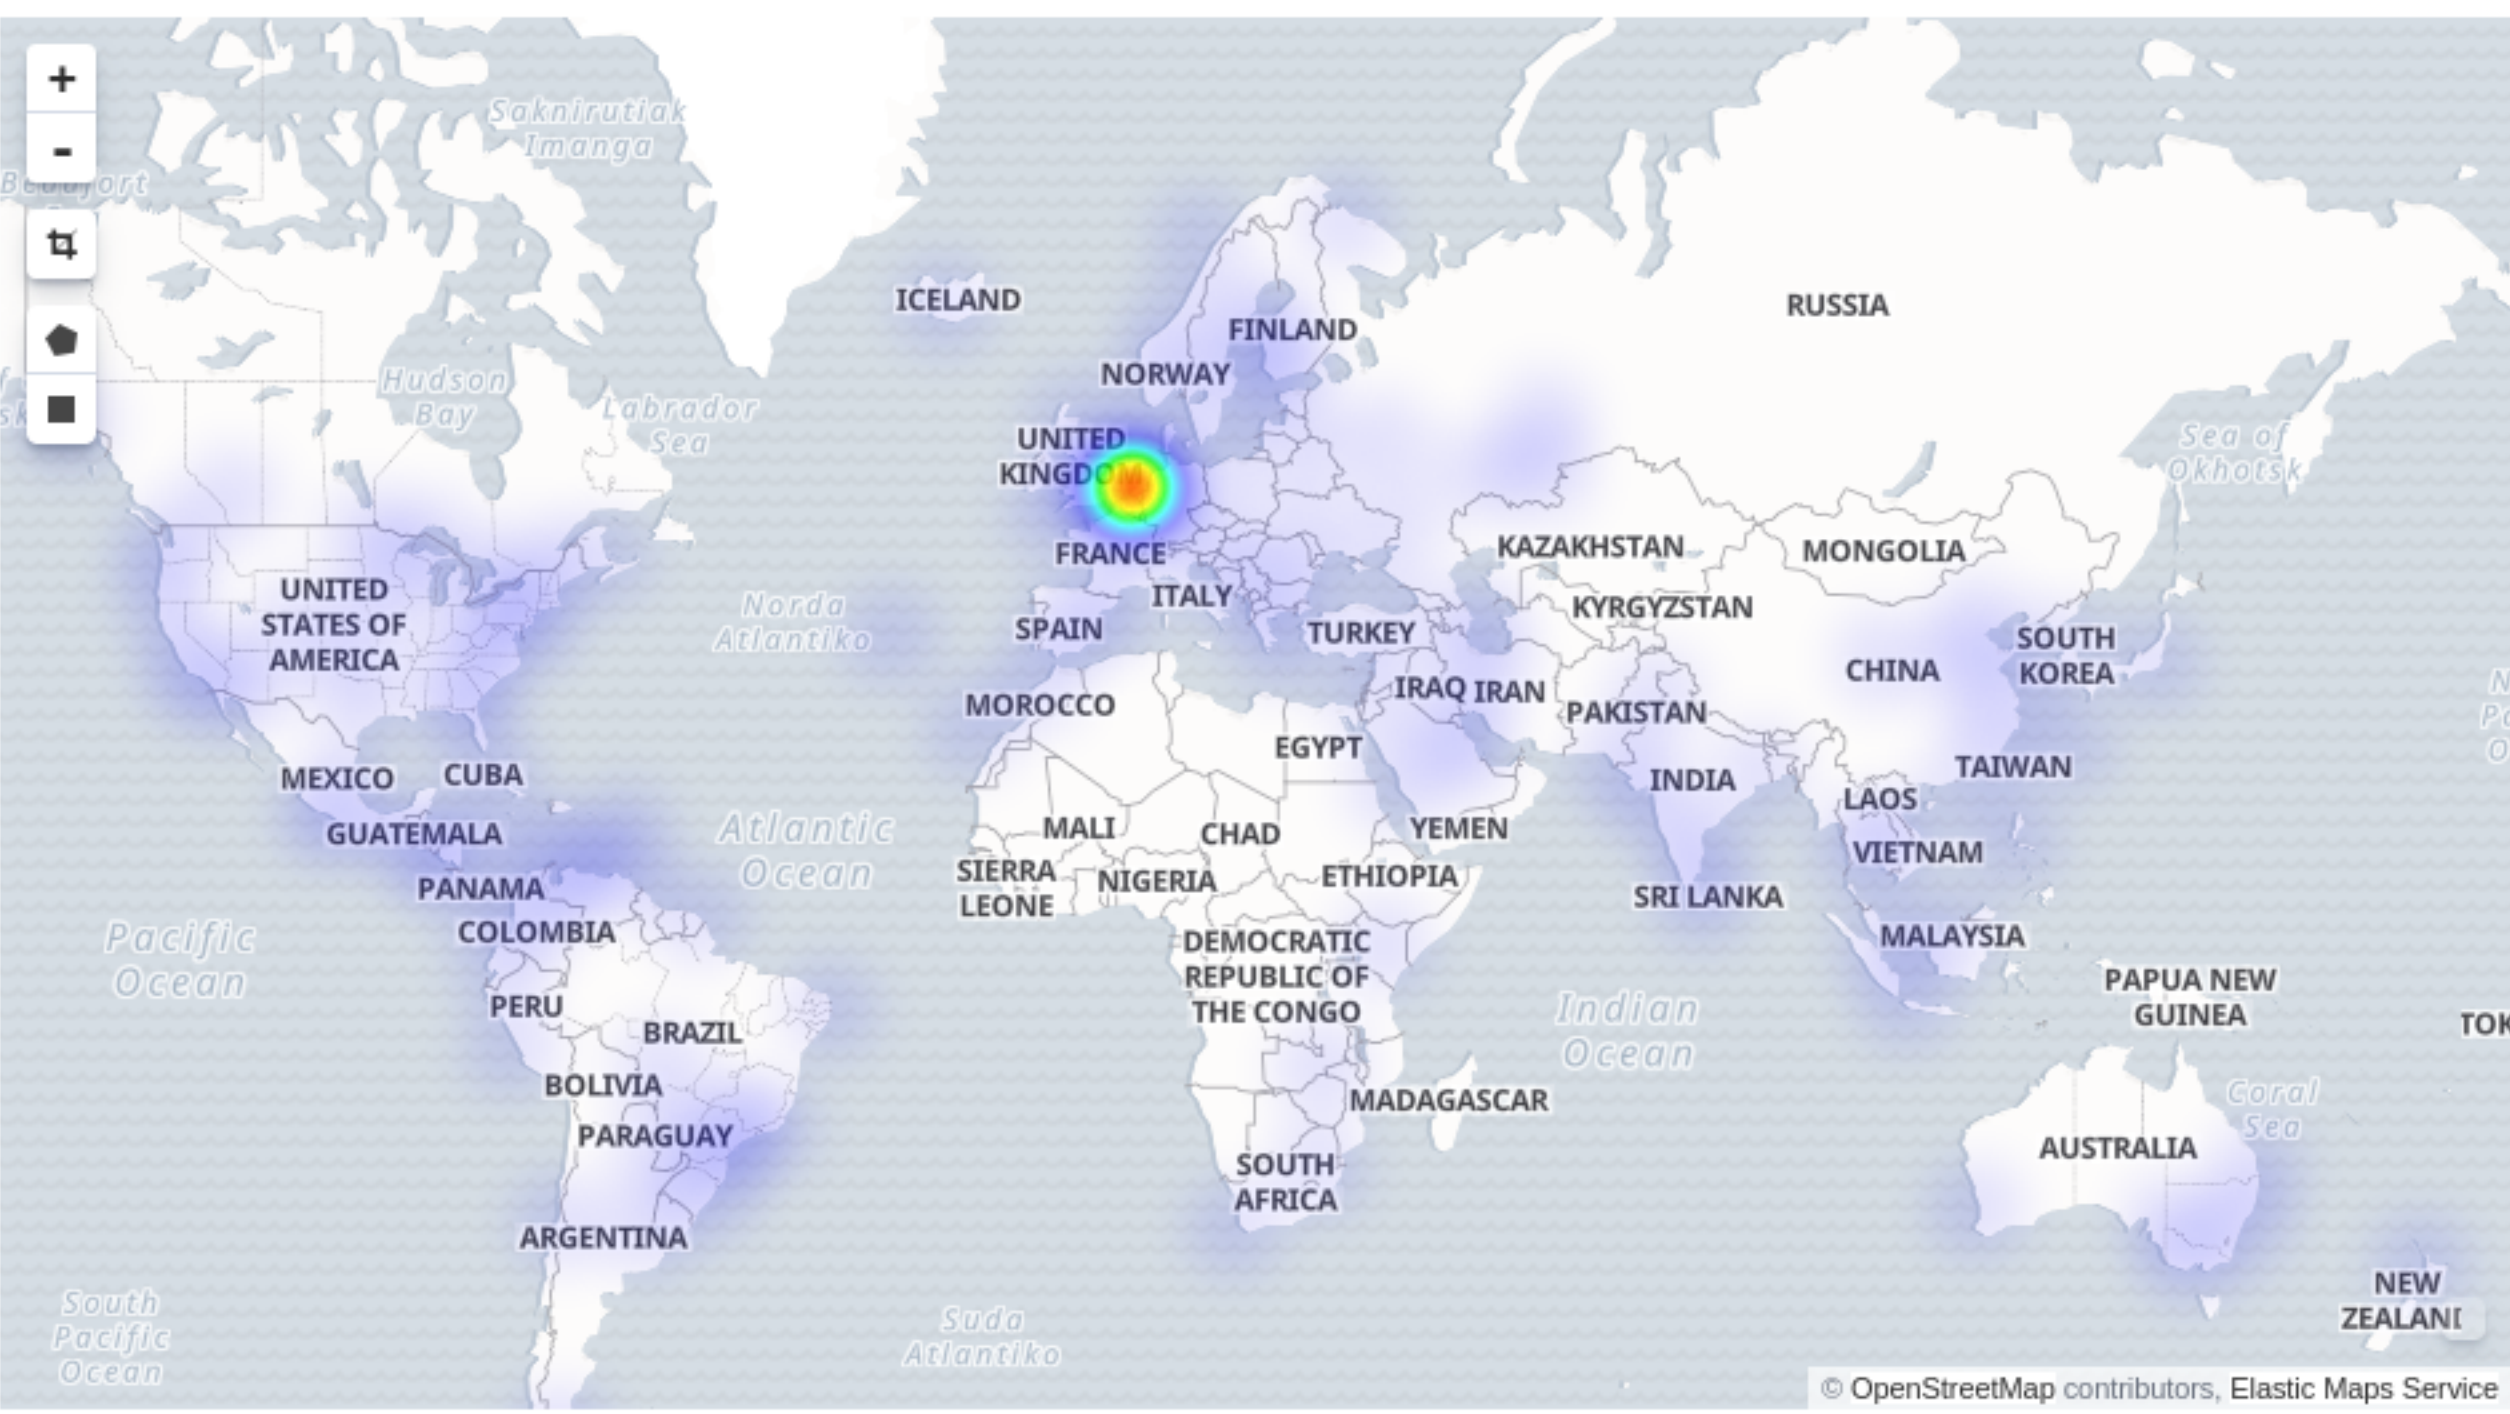 +
-
Saknirutiak
Imanga
Beaufort
Hudson
Bay
Labrador
Sea
ICELAND
FINLAND
NORWAY
RUSSIA
Sea of
Okhotsk
UNITED
KINGDOM
FRANCE
ITALY
SPAIN
TURKEY
KAZAKHSTAN
MONGOLIA
KYRGYZSTAN
UNITED
STATES OF
AMERICA
Norda
Atlantiko
MOROCCO
IRAQ
IRAN
PAKISTAN
CHINA
SOUTH
KOREA
EGYPT
INDIA
TAIWAN
MEXICO
CUBA
GUATEMALA
Atlantic
Ocean
MALI
CHAD
YEMEN
LAOS
VIETNAM
PANAMA
SIERRA
LEONE
NIGERIA
ETHIOPIA
SRI LANKA
COLOMBIA
Pacific
Ocean
DEMOCRATIC
REPUBLIC OF
THE CONGO
MALAYSIA
PERU
BRAZIL
Indian
Ocean
PAPUA NEW
GUINEA
TOK
BOLIVIA
MADAGASCAR
Coral
Sea
PARAGUAY
AUSTRALIA
SOUTH
AFRICA
ARGENTINA
South
Pacific
Ocean
Suda
Atlantiko
NEW
ZEALAND
© OpenStreetMap contributors, Elastic Maps Service